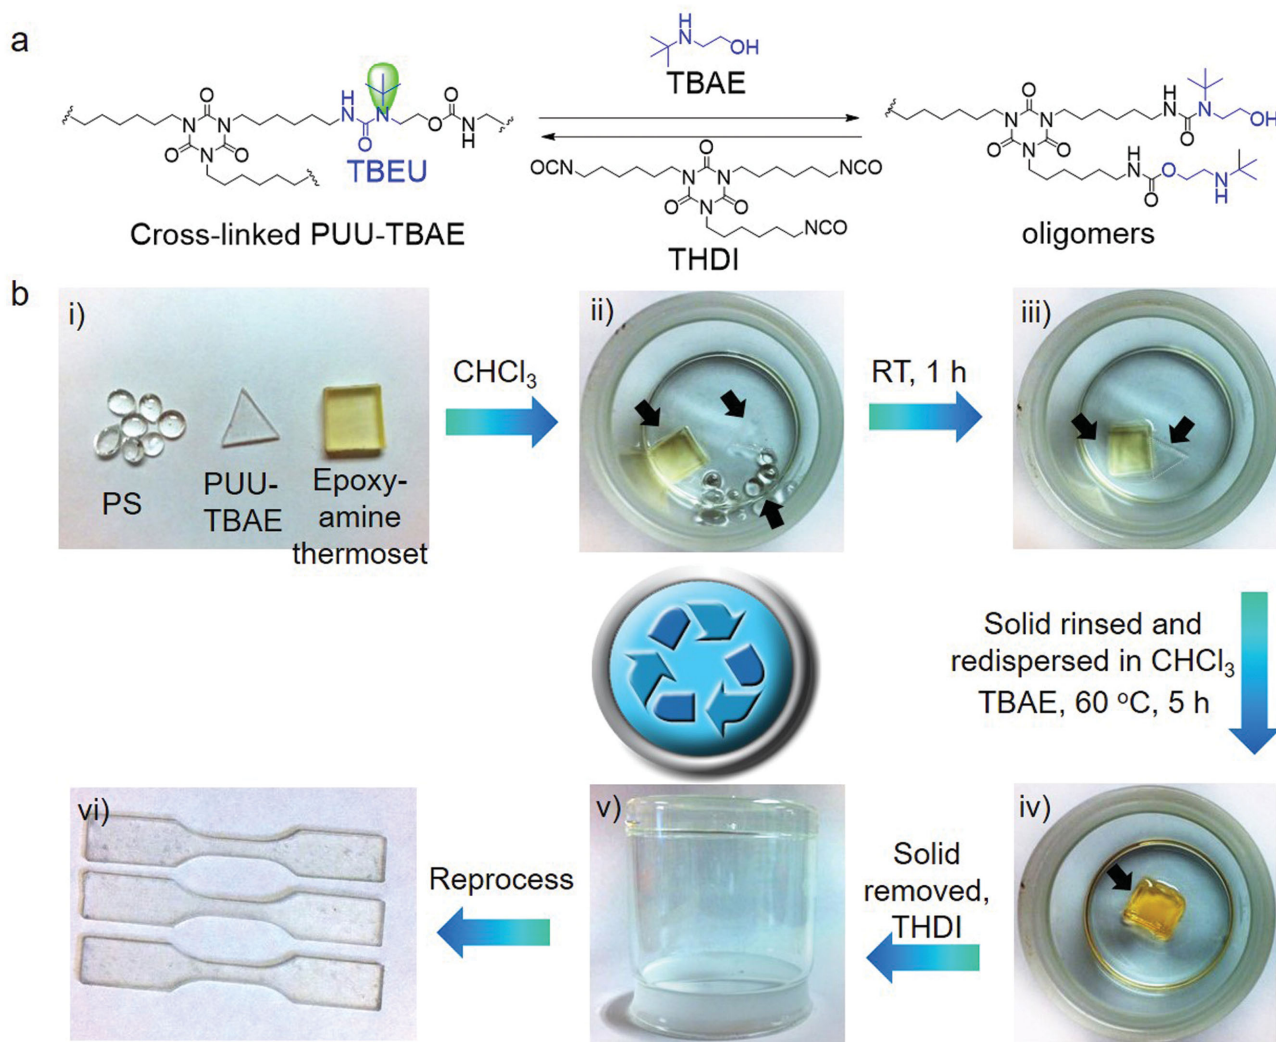 a
TBAE
TBEU
Cross-linked PUU-TBAE
THDI
oligomers
b
i)
PS
PUU-
TBAE
Epoxy-
amine
thermoset
CHCl₃
ii)
RT, 1 h
iii)
Solid rinsed and
redispersed in CHCl₃
TBAE, 60 °C, 5 h
iv)
Solid
removed,
THDI
v)
Reprocess
vi)